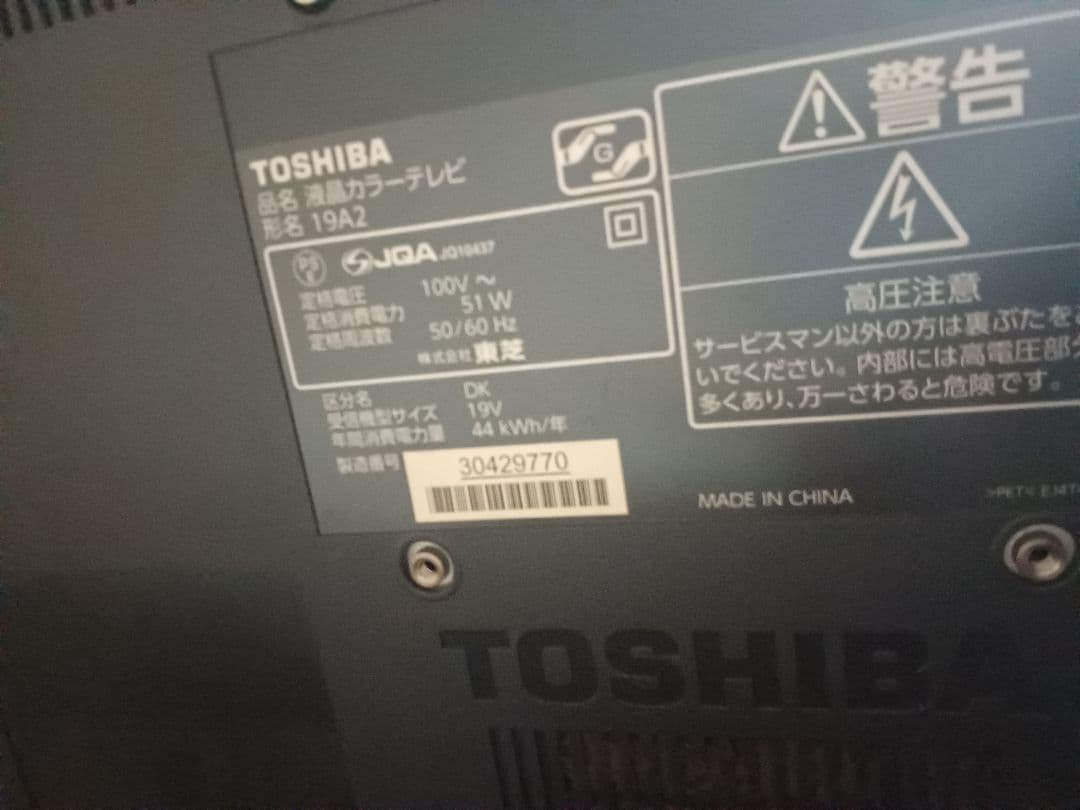 TOSHIBA
品名 液晶カラーテレビ
形名 19A2
G
PS
E
JQA JQ10437
定格電圧 100V ～
定格消費電力 51W
定格周波数 50/60 Hz
株式会社 東芝
区分名 DK
受信機型サイズ 19V
年間消費電力量 44 kWh/年
製造番号 30429770
警告
高圧注意
サービスマン以外の方は裏ぶたを
いでください。内部には高電圧部
多くあり、万一さわると危険です。
MADE IN CHINA
>PET<
TOSHIBA